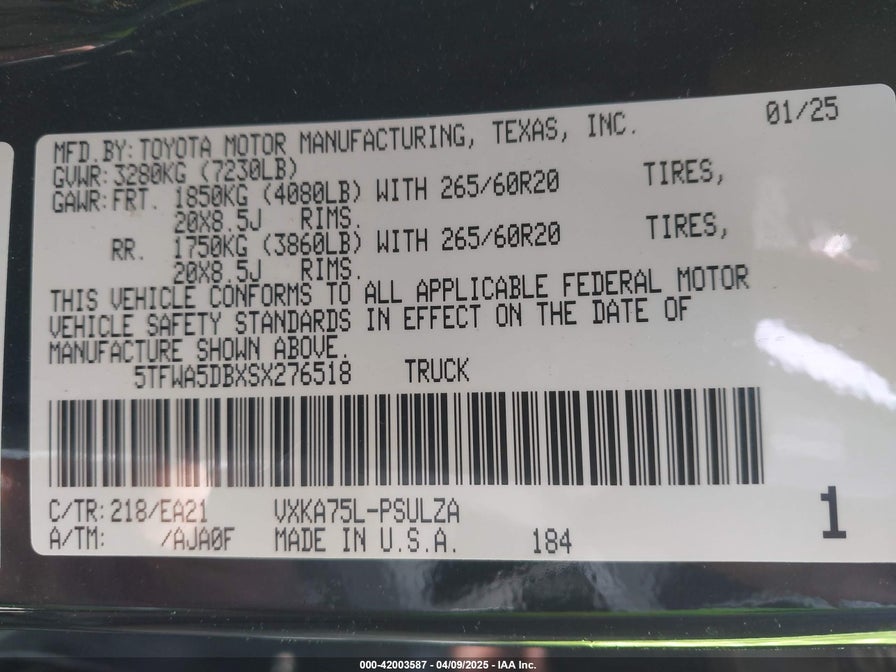 01/25
MFD.BY:TOYOTA MOTOR MANUFACTURING, TEXAS, INC.
GVWR:3280KG (7230LB)
GAWR:FRT. 1850KG (4080LB) WITH 265/60R20 TIRES,
20X8.5J RIMS.
RR. 1750KG (3860LB) WITH 265/60R20 TIRES,
20X8.5J RIMS.
THIS VEHICLE CONFORMS TO ALL APPLICABLE FEDERAL MOTOR
VEHICLE SAFETY STANDARDS IN EFFECT ON THE DATE OF
MANUFACTURE SHOWN ABOVE.
5TFWA5DBXSX276518 TRUCK
C/TR:218/EA21 VXKA75L-PSULZA
A/TM: /AJA0F MADE IN U.S.A. 184
1
000-42003587 - 04/09/2025 - IAA Inc.